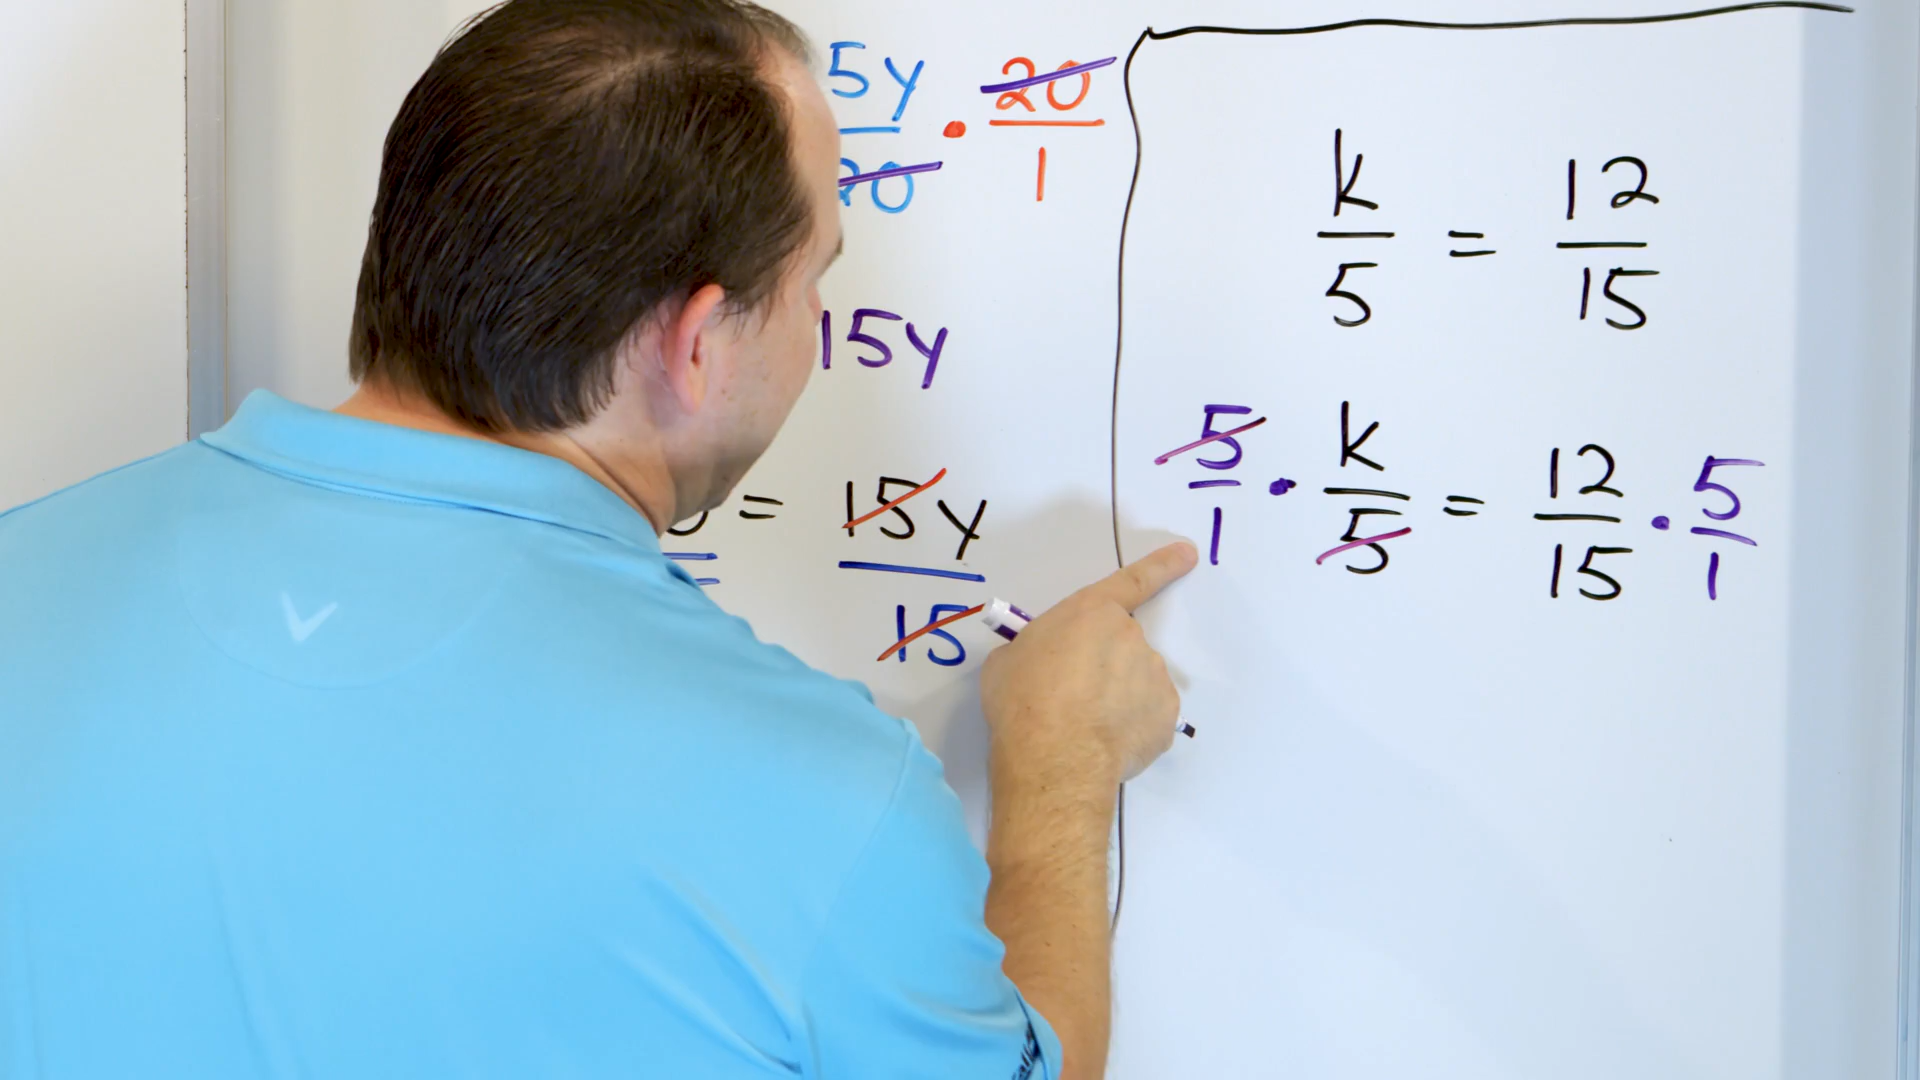 5y/20 · 20/1
15y
= 15y/15
k/5 = 12/15
5/1 · k/5 = 12/15 · 5/1